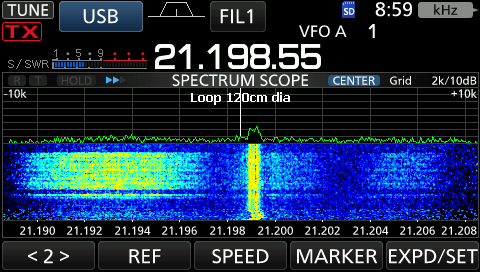 TUNE USB FIL1 SD 8:59 kHz
TX VFO A 1
S/SWR 1 5 9 21.198.55
R T HOLD SPECTRUM SCOPE CENTER Grid 2k/10dB
-10k Loop 120cm dia +10k
21.190 21.192 21.194 21.196 21.199 21.200 21.202 21.204 21.206 21.208
< 2 > REF SPEED MARKER EXPD/SET